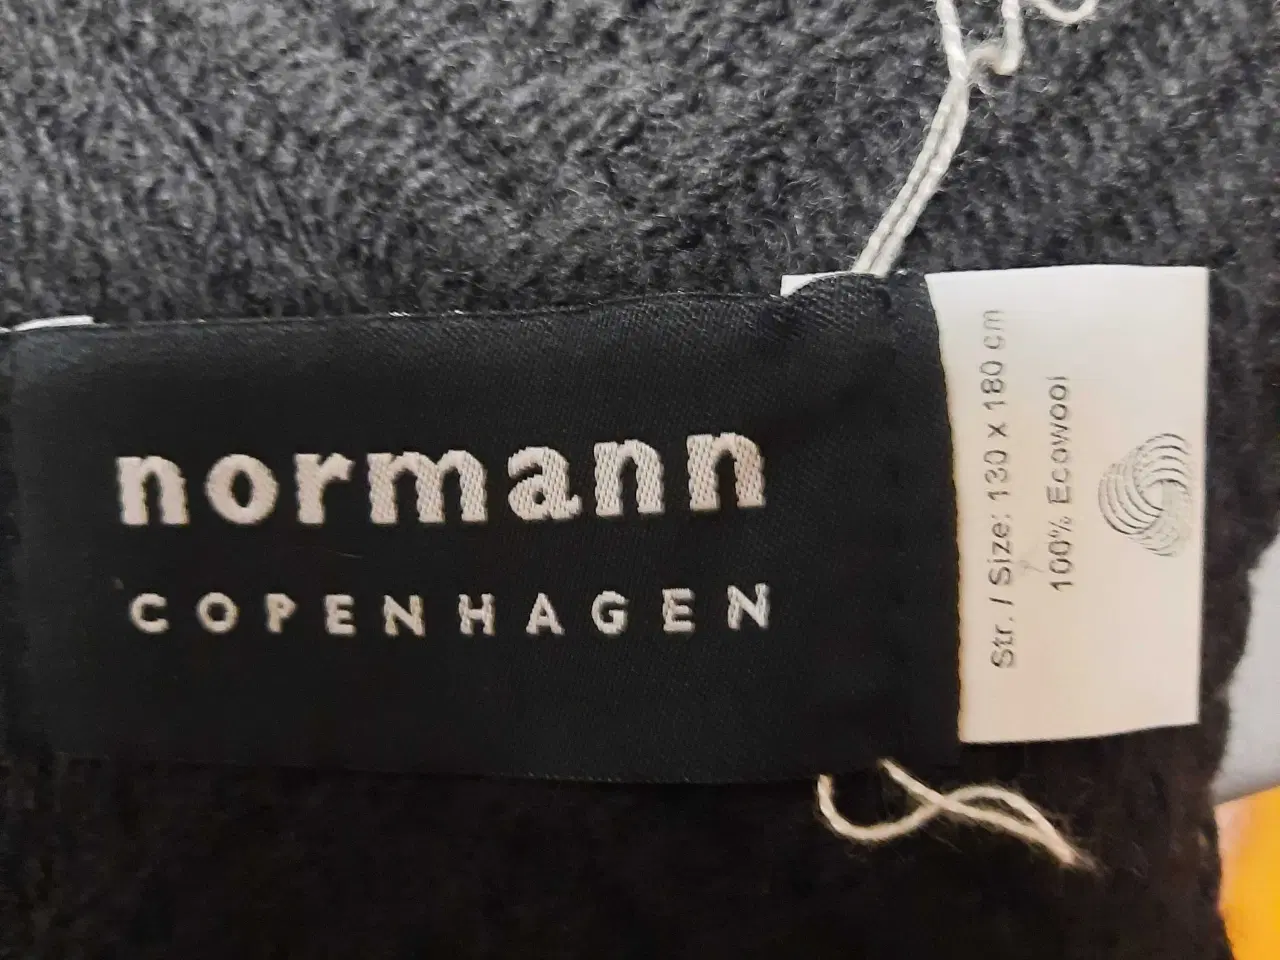 normann
COPENHAGEN
Str. / Size: 130 x 180 cm
100% Ecowool